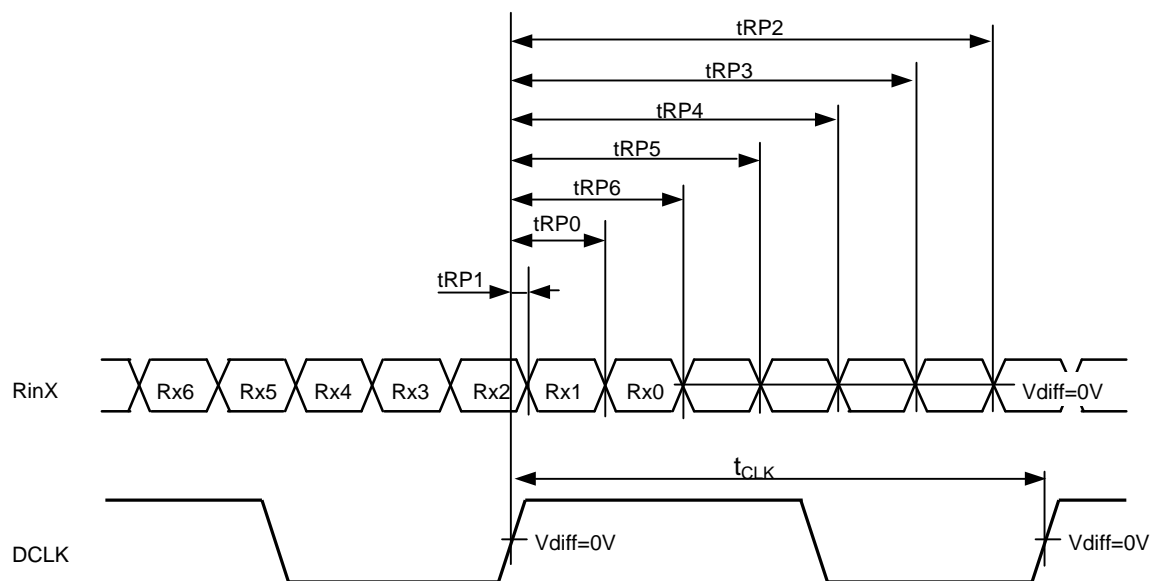 tRP2
tRP3
tRP4
tRP5
tRP6
tRP0
tRP1
RinX Rx6 Rx5 Rx4 Rx3 Rx2 Rx1 Rx0 Vdiff=0V
tCLK
DCLK Vdiff=0V Vdiff=0V